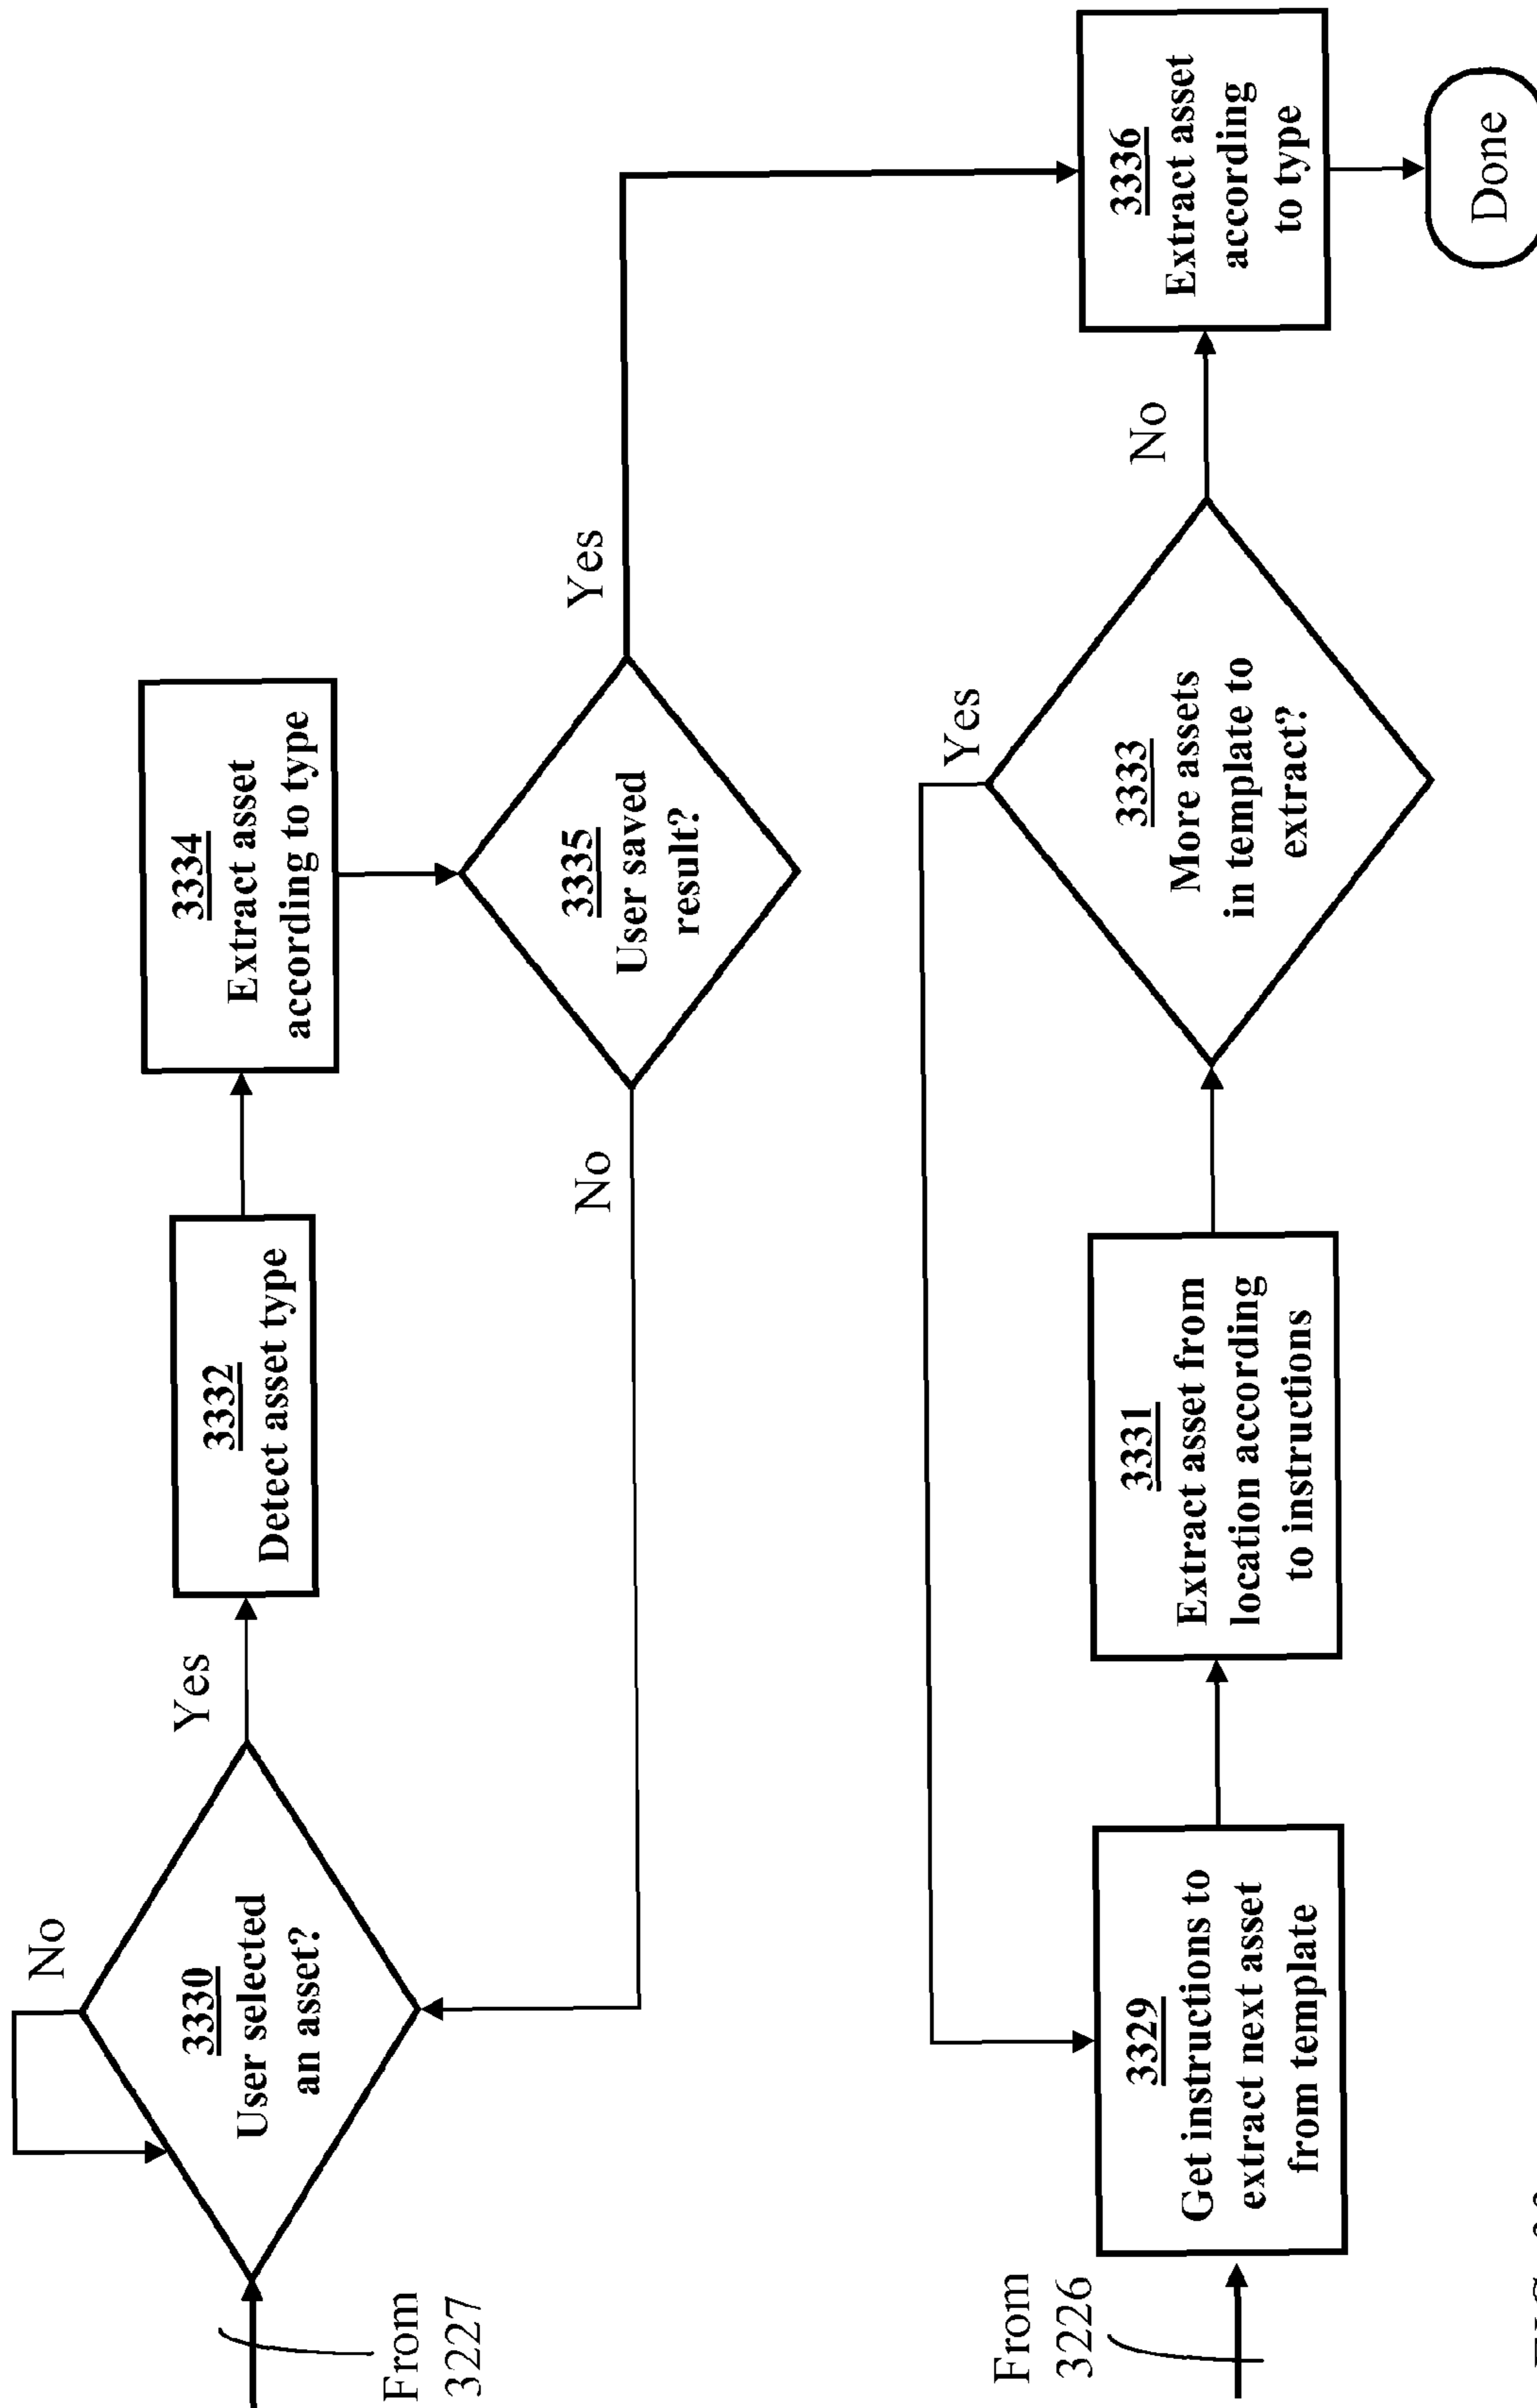 From
3227
No
3330
User selected
an asset?
Yes
3332
Detect asset type
3334
Extract asset
according to type
3335
User saved
result?
No
Yes
From
3226
3329
Get instructions to
extract next asset
from template
3331
Extract asset from
location according
to instructions
3333
More assets
in template to
extract?
Yes
No
3336
Extract asset
according
to type
Done